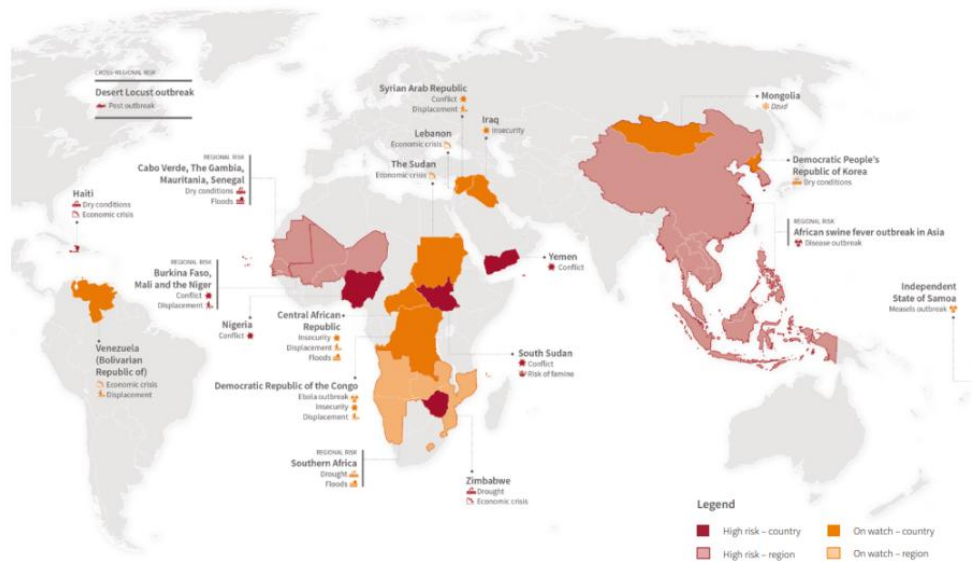 CROSS-REGIONAL RISK
Desert Locust outbreak
Pest outbreak
Syrian Arab Republic
Conflict
Displacement
Iraq
Insecurity
Lebanon
Economic crisis
The Sudan
Economic crisis
Mongolia
Dzud
Democratic People's
Republic of Korea
Dry conditions
REGIONAL RISK
Cabo Verde, The Gambia,
Mauritania, Senegal
Dry conditions
Floods
Haiti
Dry conditions
Economic crisis
REGIONAL RISK
African swine fever outbreak in Asia
Disease outbreak
REGIONAL RISK
Burkina Faso,
Mali and the Niger
Conflict
Displacement
Yemen
Conflict
Independent
State of Samoa
Measels outbreak
Nigeria
Conflict
Central African
Republic
Insecurity
Displacement
Floods
Venezuela
(Bolivarian
Republic of)
Economic crisis
Displacement
South Sudan
Conflict
Risk of famine
Democratic Republic of the Congo
Ebola outbreak
Insecurity
Displacement
REGIONAL RISK
Southern Africa
Drought
Floods
Zimbabwe
Drought
Economic crisis
Legend
High risk – country
On watch – country
High risk – region
On watch – region